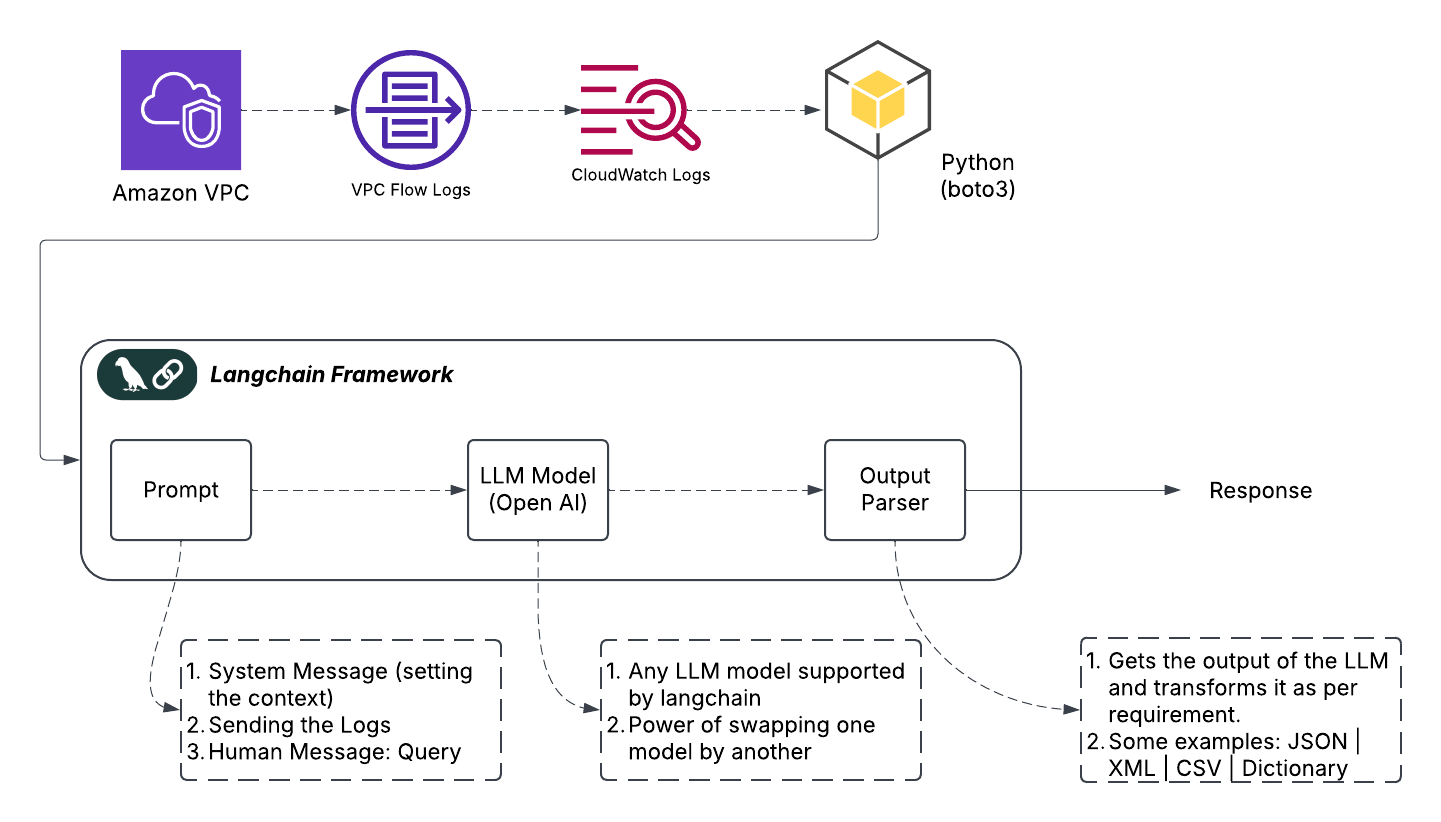 Amazon VPC
VPC Flow Logs
CloudWatch Logs
Python
(boto3)
Langchain Framework
Prompt
LLM Model
(Open AI)
Output
Parser
Response
1. System Message (setting
the context)
2. Sending the Logs
3. Human Message: Query
1. Any LLM model supported
by langchain
2. Power of swapping one
model by another
1. Gets the output of the LLM
and transforms it as per
requirement.
2. Some examples: JSON |
XML | CSV | Dictionary